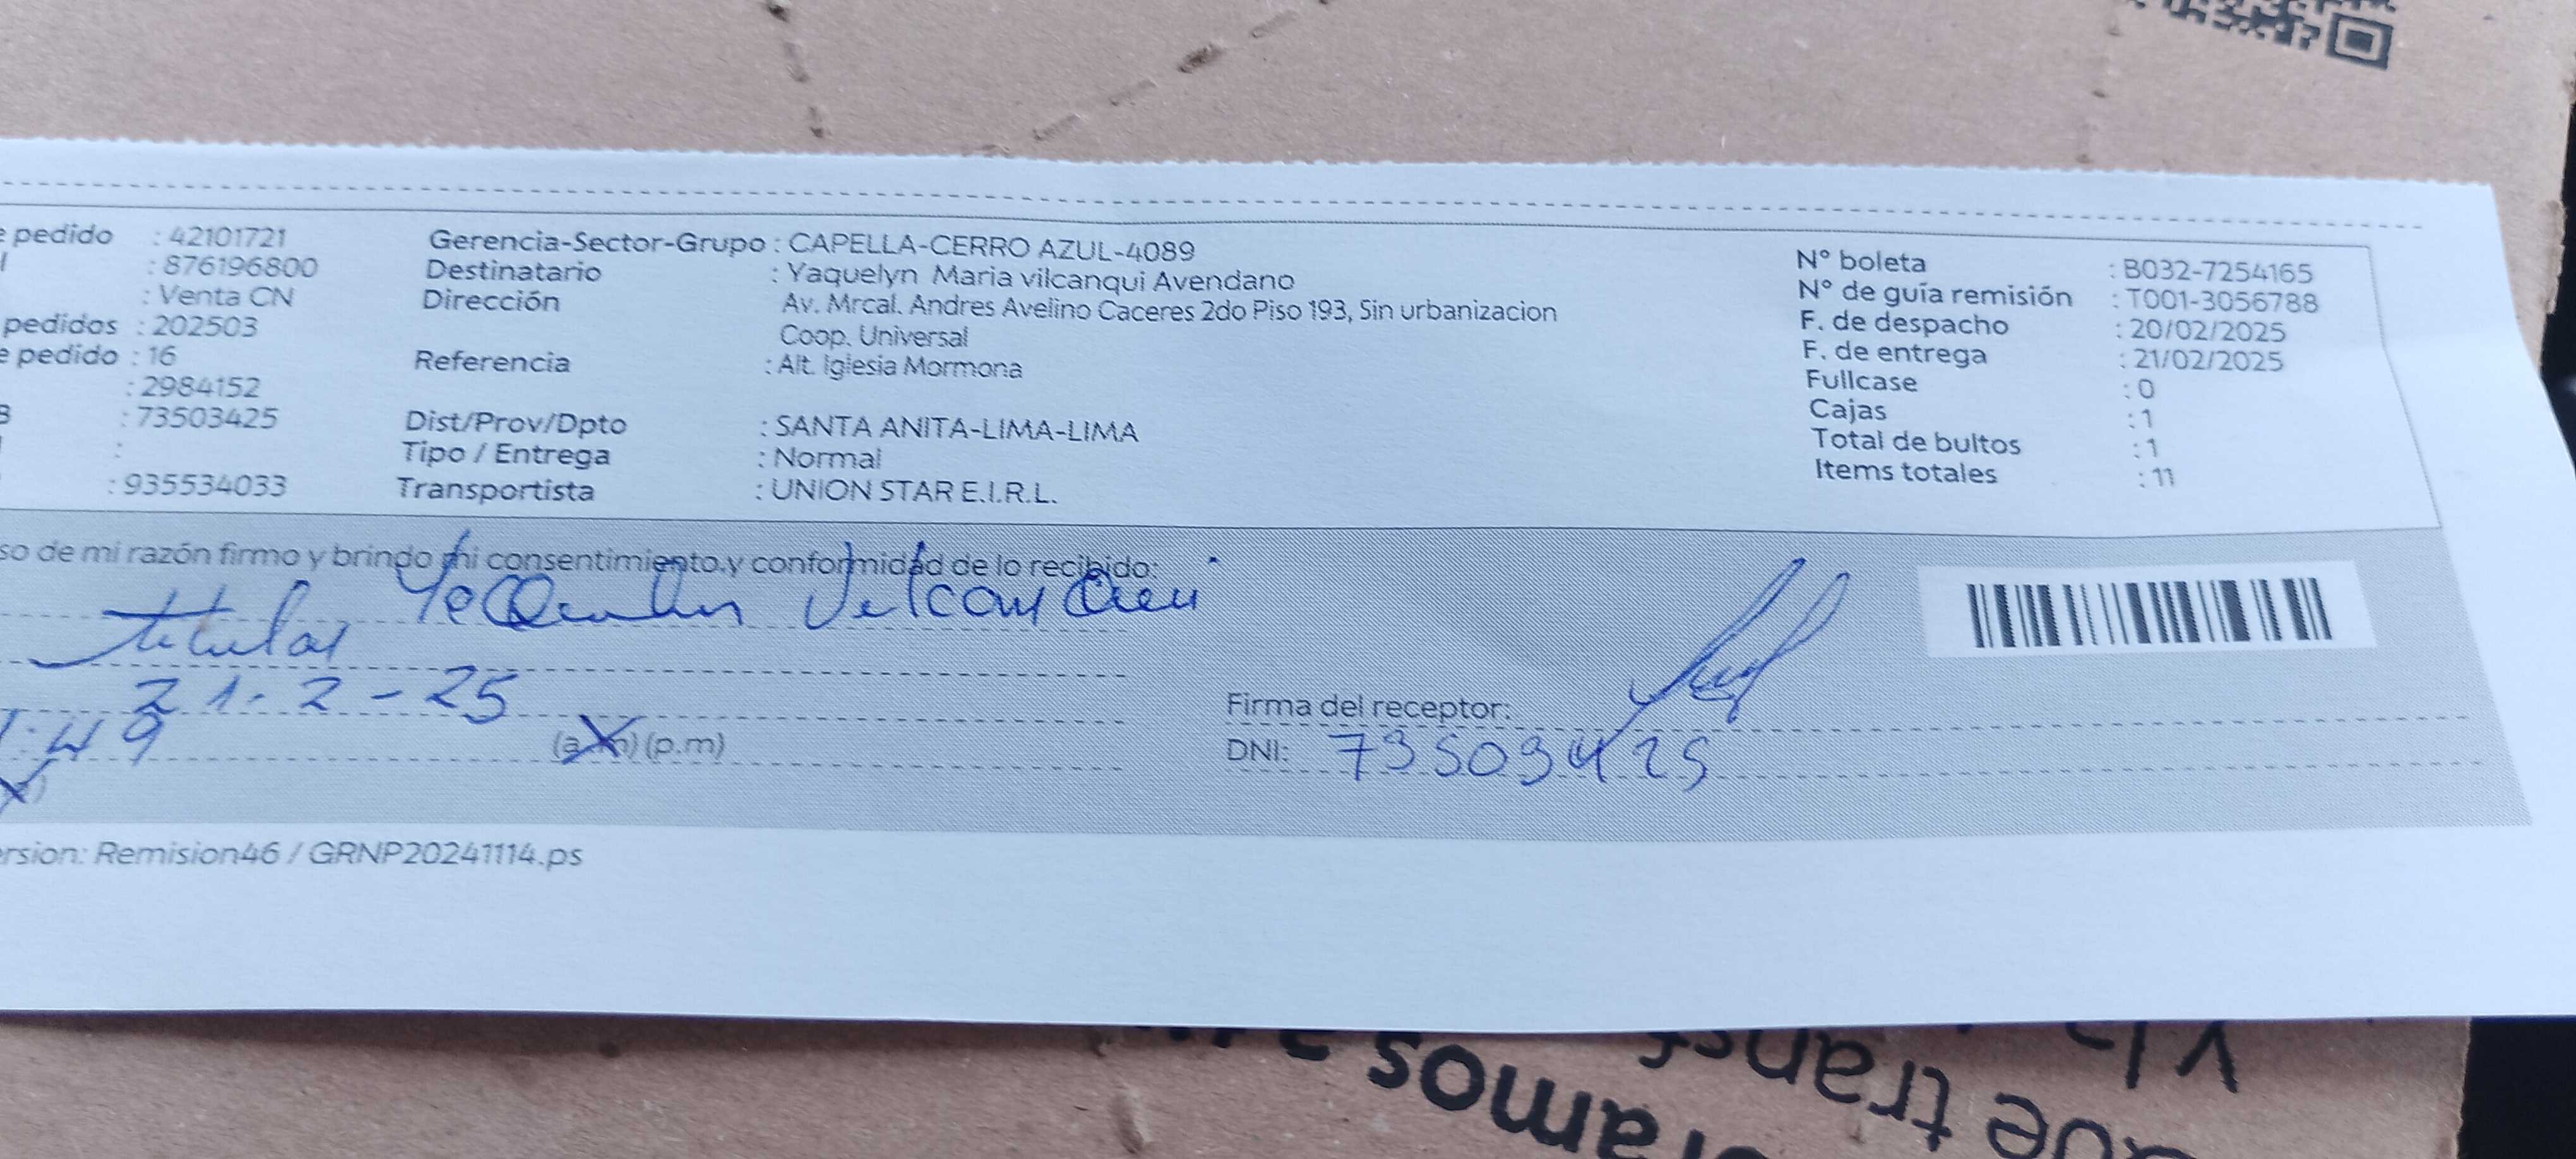 e pedido : 42101721
l : 876196800
: Venta CN
pedidos : 202503
e pedido : 16
: 2984152
B : 73503425
:
: 935534033
Gerencia-Sector-Grupo : CAPELLA-CERRO AZUL-4089
Destinatario : Yaquelyn Maria vilcanqui Avendano
Dirección Av. Mrcal. Andres Avelino Caceres 2do Piso 193, Sin urbanizacion
Coop. Universal
Referencia : Alt. Iglesia Mormona
Dist/Prov/Dpto : SANTA ANITA-LIMA-LIMA
Tipo / Entrega : Normal
Transportista : UNION STAR E.I.R.L.
N° boleta : B032-7254165
N° de guía remisión : T001-3056788
F. de despacho : 20/02/2025
F. de entrega : 21/02/2025
Fullcase : 0
Cajas : 1
Total de bultos : 1
Items totales : 11
so de mi razón firmo y brindo mi consentimiento y conformidad de lo recibido:
titular
21-2-25
:49 (a.m) (p.m)
Firma del receptor:
DNI: 73503425
ersion: Remision46 / GRNP20241114.ps
ramos
que transf